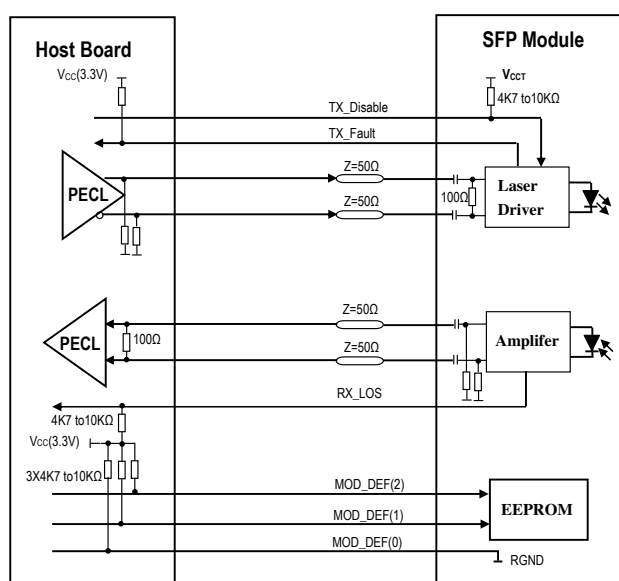 Host Board
SFP Module
Vcc(3.3V)
VCCT
4K7 to10KΩ
TX_Disable
TX_Fault
Z=50Ω
PECL
100Ω
Laser
Driver
Z=50Ω
Z=50Ω
PECL
100Ω
Amplifer
Z=50Ω
RX_LOS
4K7 to10KΩ
Vcc(3.3V)
3X4K7 to10KΩ
MOD_DEF(2)
EEPROM
MOD_DEF(1)
MOD_DEF(0)
RGND